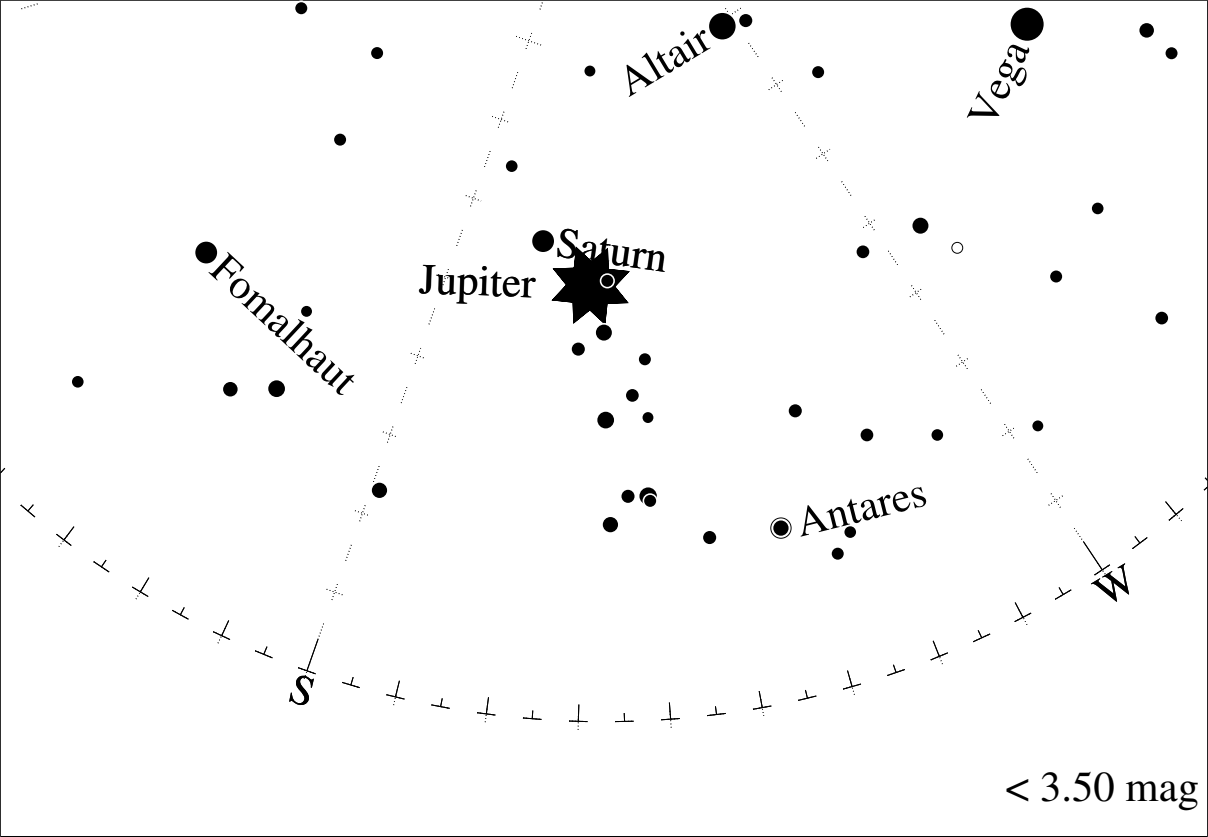 Altair
Vega
Saturn
Jupiter
Fomalhaut
Antares
W
S
< 3.50 mag